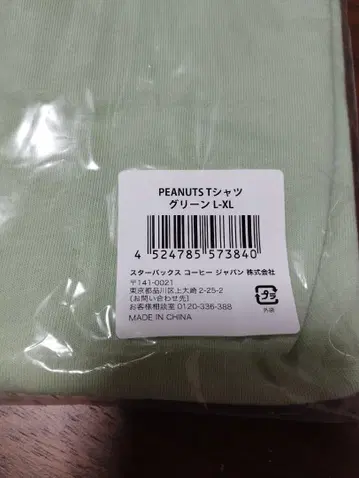 PEANUTS Tシャツ
グリーン L-XL
4 524785 573840
スターバックス コーヒー ジャパン 株式会社
〒141-0021
東京都品川区上大崎 2-25-2
(お問い合わせ先)
お客様相談室 0120-336-388
MADE IN CHINA
プラ
外袋